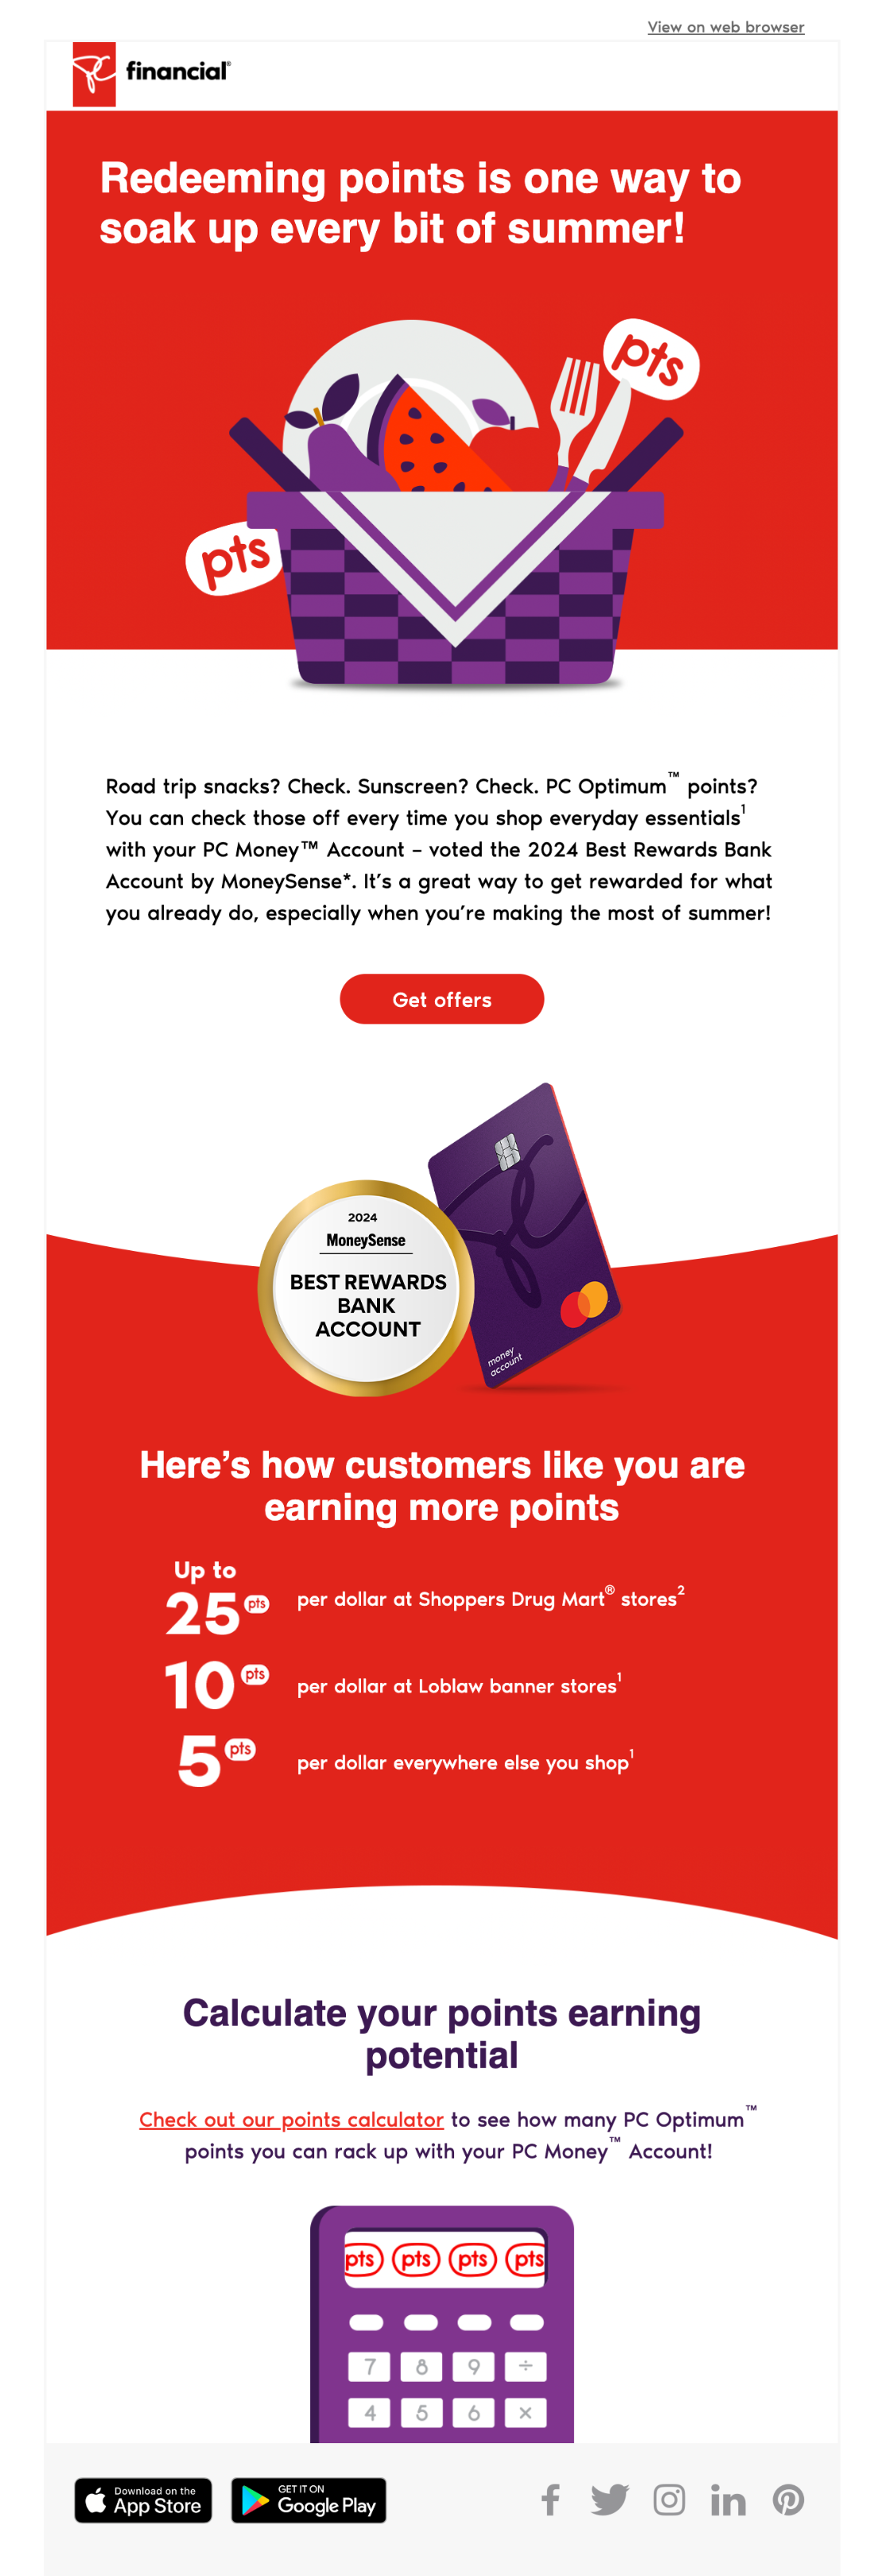 View on web browser
financial®
Redeeming points is one way to
soak up every bit of summer!
pts
pts
Road trip snacks? Check. Sunscreen? Check. PC Optimum™ points?
You can check those off every time you shop everyday essentials¹
with your PC Money™ Account – voted the 2024 Best Rewards Bank
Account by MoneySense*. It's a great way to get rewarded for what
you already do, especially when you're making the most of summer!
Get offers
2024
MoneySense
BEST REWARDS
BANK
ACCOUNT
money
account
Here's how customers like you are
earning more points
Up to
25 pts per dollar at Shoppers Drug Mart® stores²
10 pts per dollar at Loblaw banner stores¹
5 pts per dollar everywhere else you shop¹
Calculate your points earning
potential
Check out our points calculator to see how many PC Optimum™
points you can rack up with your PC Money™ Account!
pts pts pts pts
7 8 9 ÷
4 5 6 ×
Download on the
App Store
GET IT ON
Google Play